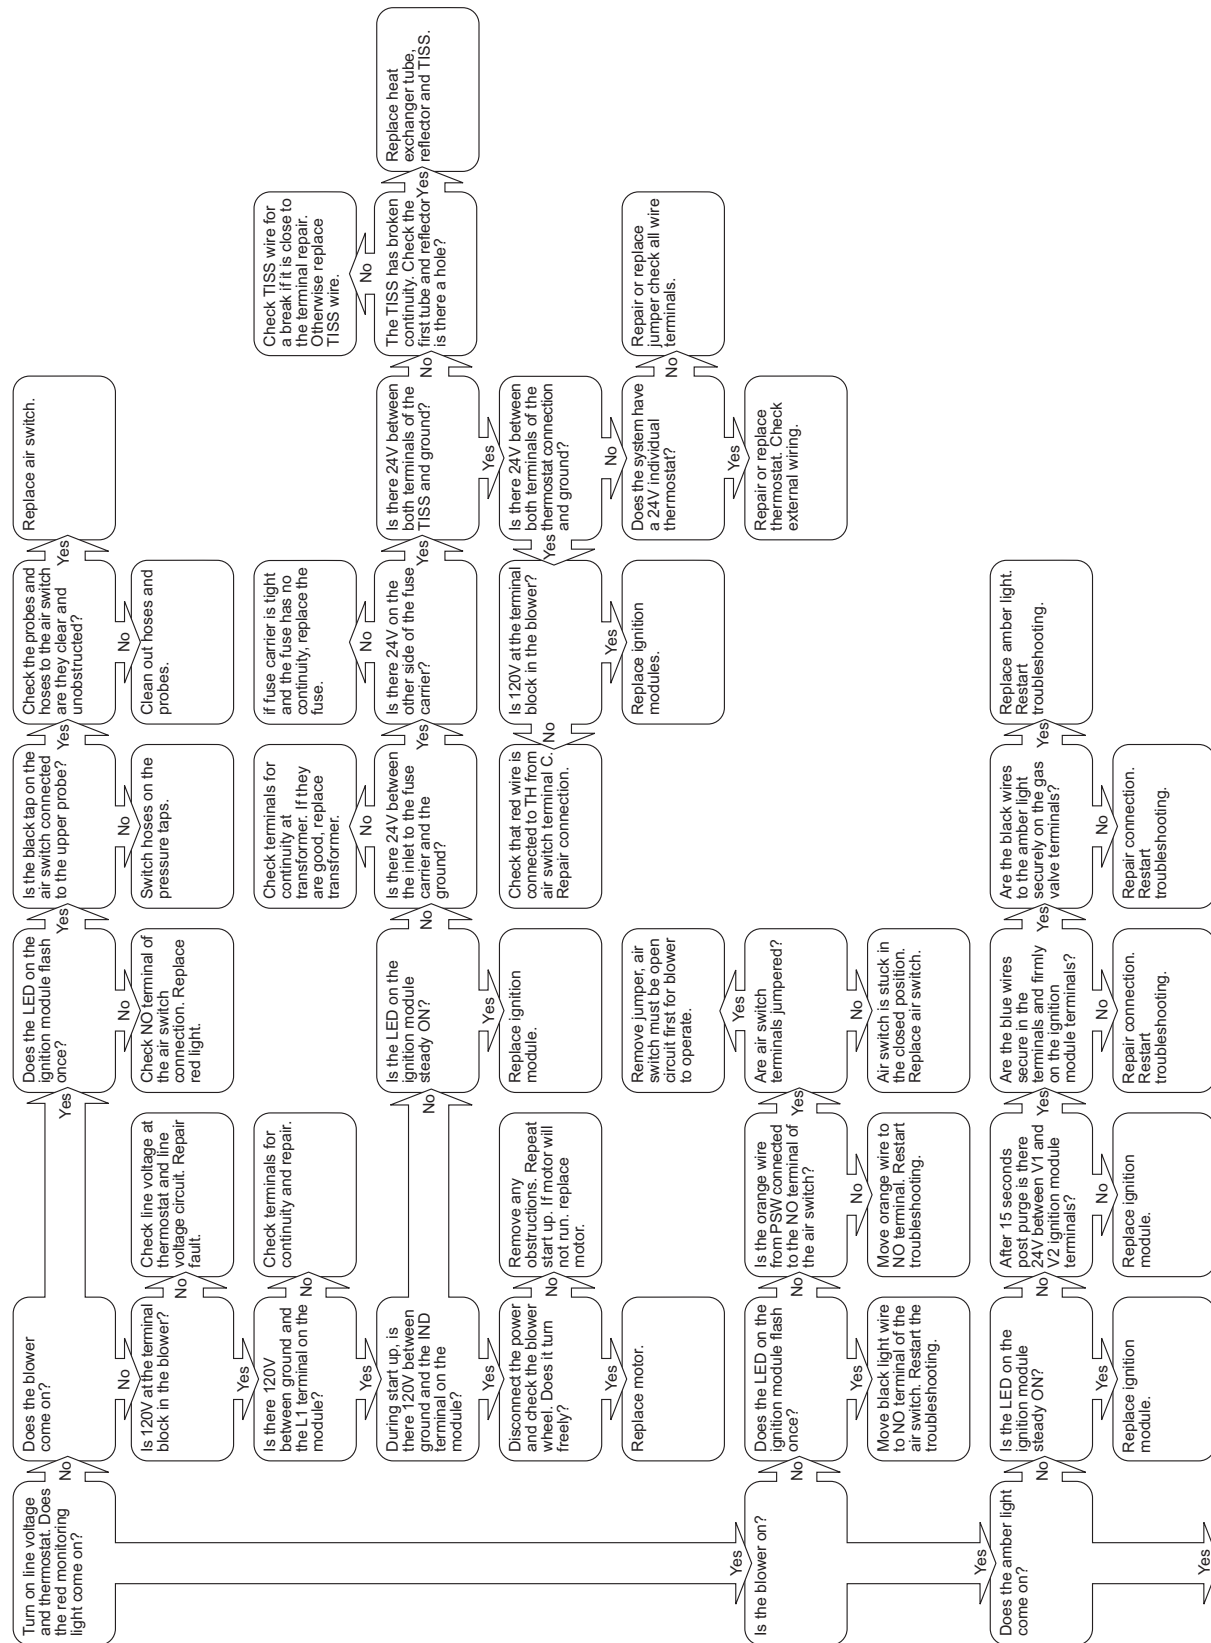 Turn on line voltage
and thermostat. Does
the red monitoring
light come on?
No
Does the blower
come on?
Yes
Does the LED on the
ignition module flash
once?
Yes
Is the black tap on the
air switch connected
to the upper probe?
Yes
Check the probes and
hoses to the air switch
are they clear and
unobstructed?
Yes
Replace air switch.
No
Is 120V at the terminal
block in the blower?
No
Check line voltage at
thermostat and line
voltage circuit. Repair
fault.
No
Check NO terminal of
the air switch
connection. Replace
red light.
No
Switch hoses on the
pressure taps.
No
Clean out hoses and
probes.
Yes
Is there 120V
between ground and
the L1 terminal on the
module?
No
Check terminals for
continuity and repair.
Check terminals for
continuity at
transformer. If they
are good, replace
transformer.
No
if fuse carrier is tight
and the fuse has no
continuity, replace the
fuse.
No
Check TISS wire for
a break if it is close to
the terminal repair.
Otherwise replace
TISS wire.
No
Yes
During start up, is
there 120V between
ground and the IND
terminal on the
module?
No
Is the LED on the
ignition module
steady ON?
No
Is there 24V between
the inlet to the fuse
carrier and the
ground?
Yes
Is there 24V on the
other side of the fuse
carrier?
Yes
Is there 24V between
both terminals of the
TISS and ground?
No
The TISS has broken
continuity. Check the
first tube and reflector
is there a hole?
Yes
Replace heat
exchanger tube,
reflector and TISS.
Yes
Disconnect the power
and check the blower
wheel. Does it turn
freely?
No
Remove any
obstructions. Repeat
start up. If motor will
not run. replace
motor.
Yes
Replace ignition
module.
Check that red wire is
connected to TH from
air switch terminal C.
Repair connection.
No
Is 120V at the terminal
block in the blower?
Yes
Yes
Is there 24V between
both terminals of the
thermostat connection
and ground?
Yes
Replace motor.
Remove jumper, air
switch must be open
circuit first for blower
to operate.
Yes
Replace ignition
modules.
No
Does the system have
a 24V individual
thermostat?
No
Repair or replace
jumper check all wire
terminals.
Yes
Is the blower on?
No
Does the LED on the
ignition module flash
once?
No
Is the orange wire
from PSW connected
to the NO terminal of
the air switch?
Yes
Yes
Are air switch
terminals jumpered?
Yes
Repair or replace
thermostat. Check
external wiring.
Yes
Move black light wire
to NO terminal of the
air switch. Restart the
troubleshooting.
No
Move orange wire to
NO terminal. Restart
troubleshooting.
No
Air switch is stuck in
the closed position.
Replace air switch.
Yes
Does the amber light
come on?
No
Is the LED on the
ignition module
steady ON?
No
After 15 seconds
post purge is there
24V between V1 and
V2 ignition module
terminals?
Yes
Are the blue wires
secure in the
terminals and firmly
on the ignition
module terminals?
Yes
Are the black wires
to the amber light
securely on the gas
valve terminals?
Yes
Replace amber light.
Restart
troubleshooting.
Yes
Replace ignition
module.
No
Replace ignition
module.
No
Repair connection.
Restart
troubleshooting.
No
Repair connection.
Restart
troubleshooting.
Yes